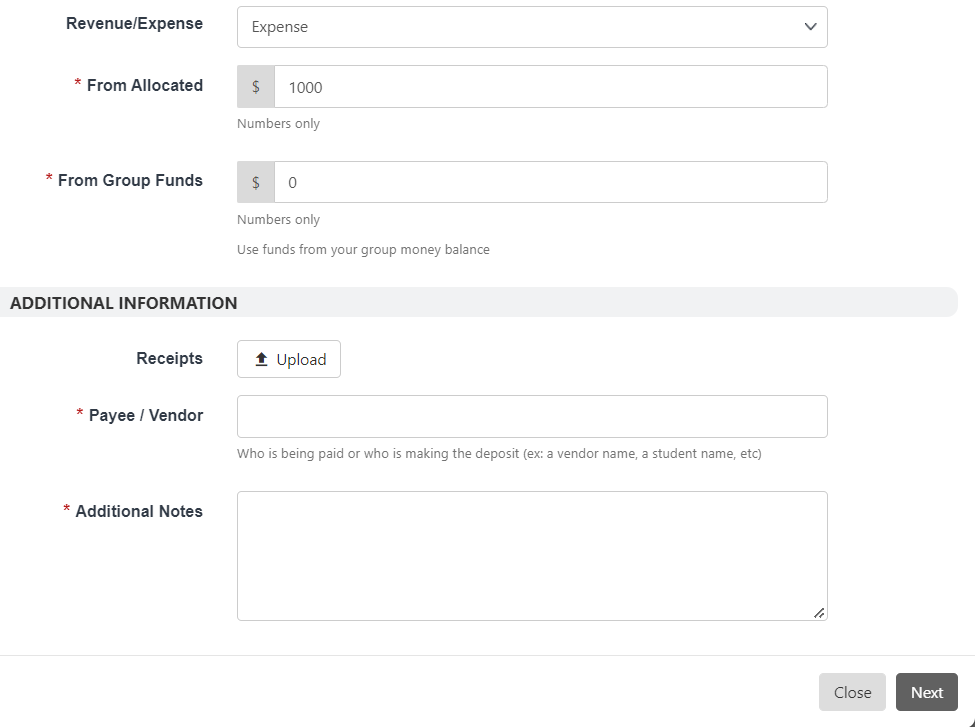 Revenue/Expense
Expense
* From Allocated
$ 1000
Numbers only
* From Group Funds
$ 0
Numbers only
Use funds from your group money balance
ADDITIONAL INFORMATION
Receipts
Upload
* Payee / Vendor
Who is being paid or who is making the deposit (ex: a vendor name, a student name, etc)
* Additional Notes
Close
Next